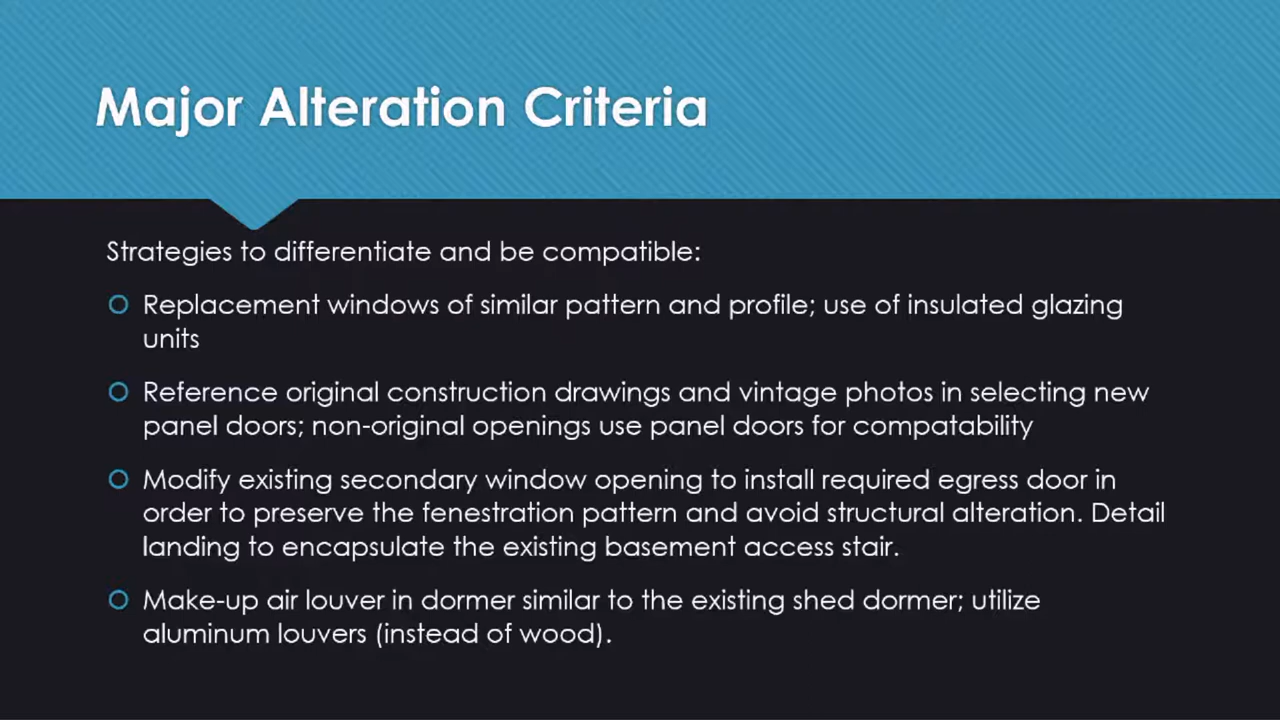 Major Alteration Criteria
Strategies to differentiate and be compatible:
Replacement windows of similar pattern and profile; use of insulated glazing
units
Reference original construction drawings and vintage photos in selecting new
panel doors; non-original openings use panel doors for compatability
Modify existing secondary window opening to install required egress door in
order to preserve the fenestration pattern and avoid structural alteration. Detail
landing to encapsulate the existing basement access stair.
Make-up air louver in dormer similar to the existing shed dormer; utilize
aluminum louvers (instead of wood).